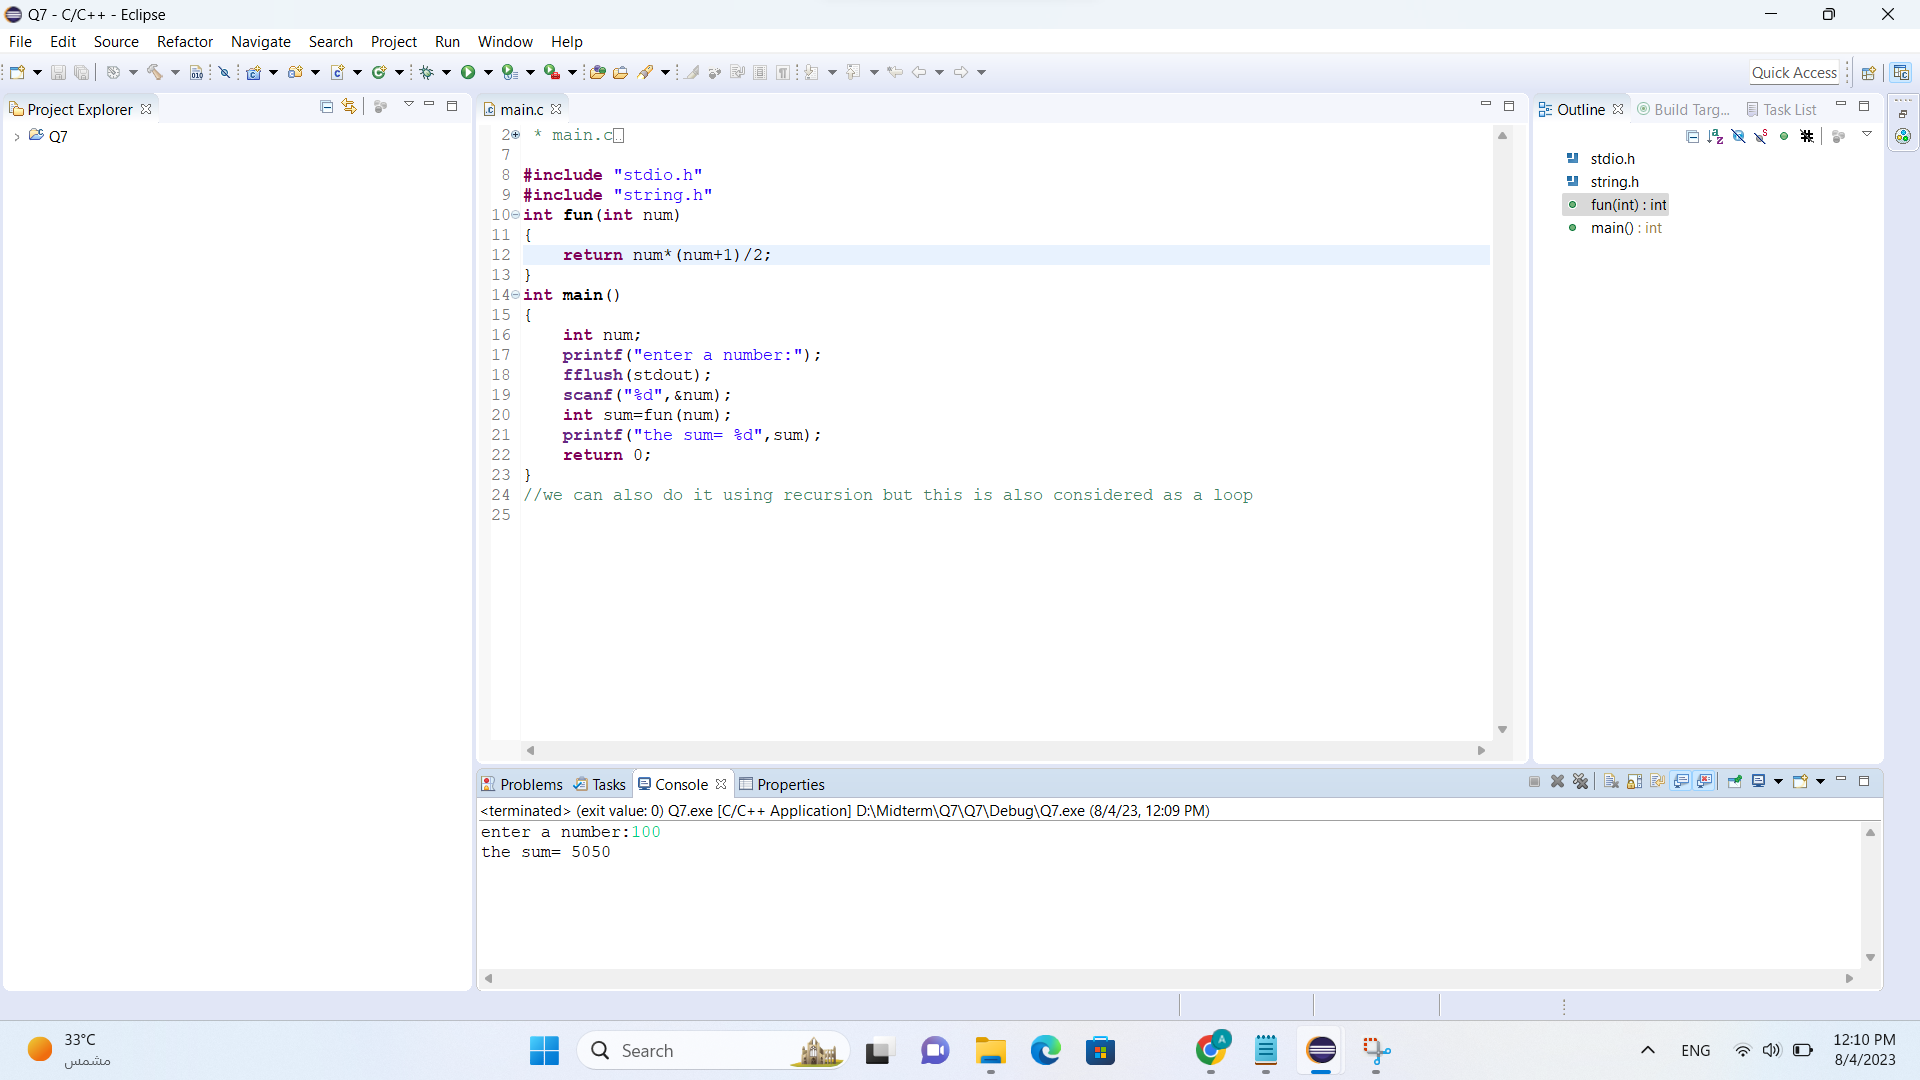 Q7 - C/C++ - Eclipse
File Edit Source Refactor Navigate Search Project Run Window Help
Quick Access
Project Explorer
Q7
main.c
2 * main.c
7
8 #include "stdio.h"
9 #include "string.h"
10 int fun(int num)
11 {
12 return num*(num+1)/2;
13 }
14 int main()
15 {
16 int num;
17 printf("enter a number:");
18 fflush(stdout);
19 scanf("%d",&num);
20 int sum=fun(num);
21 printf("the sum= %d",sum);
22 return 0;
23 }
24 //we can also do it using recursion but this is also considered as a loop
25
Outline Build Targ... Task List
stdio.h
string.h
fun(int) : int
main() : int
Problems Tasks Console Properties
<terminated> (exit value: 0) Q7.exe [C/C++ Application] D:\Midterm\Q7\Q7\Debug\Q7.exe (8/4/23, 12:09 PM)
enter a number:100
the sum= 5050
33°C
مشمس
Search
A
ENG
12:10 PM
8/4/2023